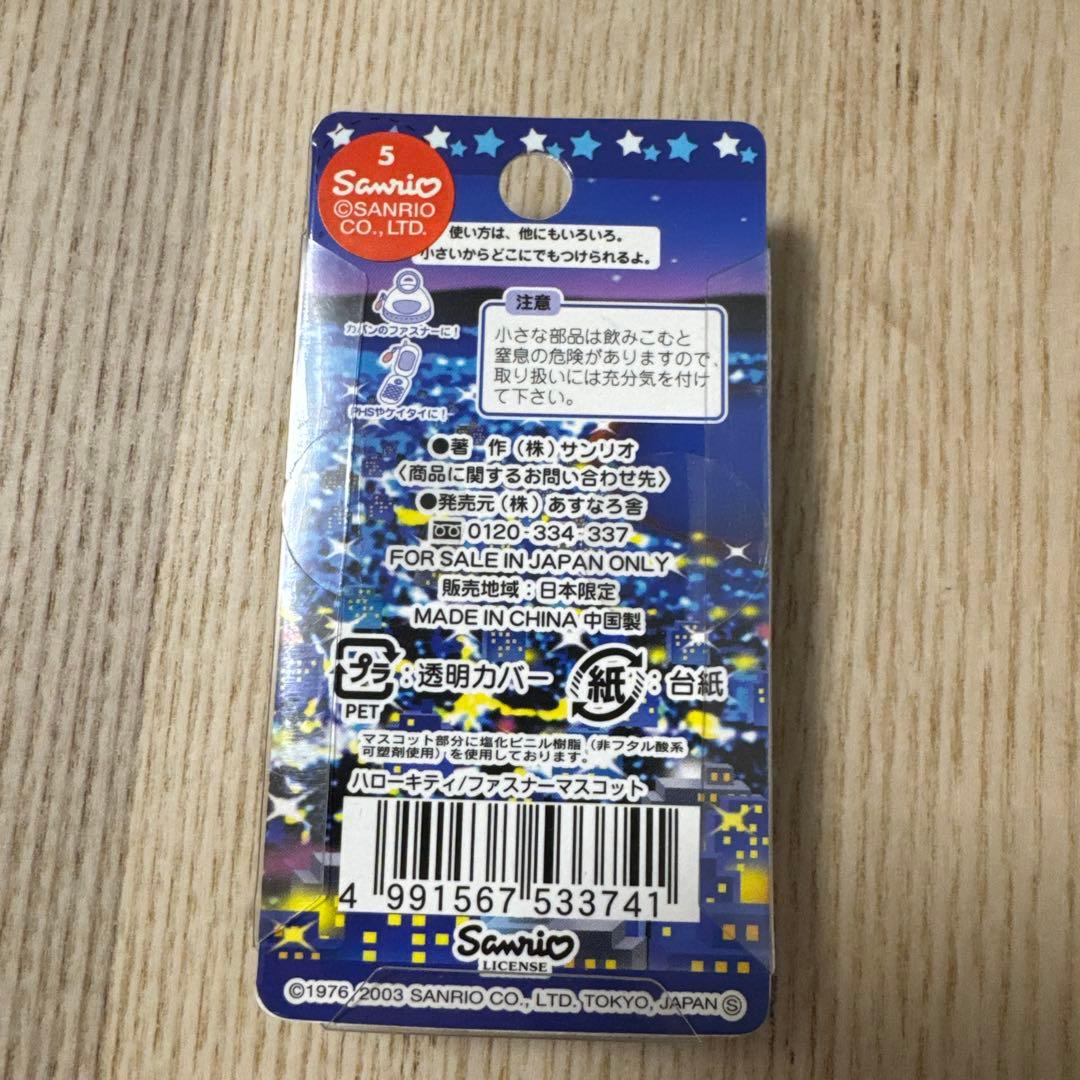 5
Sanrio
©SANRIO
CO., LTD.
使い方は、他にもいろいろ。
小さいからどこにでもつけられるよ。
カバンのファスナーに!
PHSやケイタイに!
注意
小さな部品は飲みこむと
窒息の危険がありますので、
取り扱いには充分気を付け
て下さい。
●著 作(株)サンリオ
〈商品に関するお問い合わせ先〉
●発売元(株)あすなろ舎
0120-334-337
FOR SALE IN JAPAN ONLY
販売地域:日本限定
MADE IN CHINA 中国製
プラ:透明カバー
PET
紙:台紙
マスコット部分に塩化ビニル樹脂(非フタル酸系
可塑剤使用)を使用しております。
ハローキティ/ファスナーマスコット
4 991567 533741
Sanrio
LICENSE
©1976, 2003 SANRIO CO., LTD. TOKYO, JAPAN Ⓢ